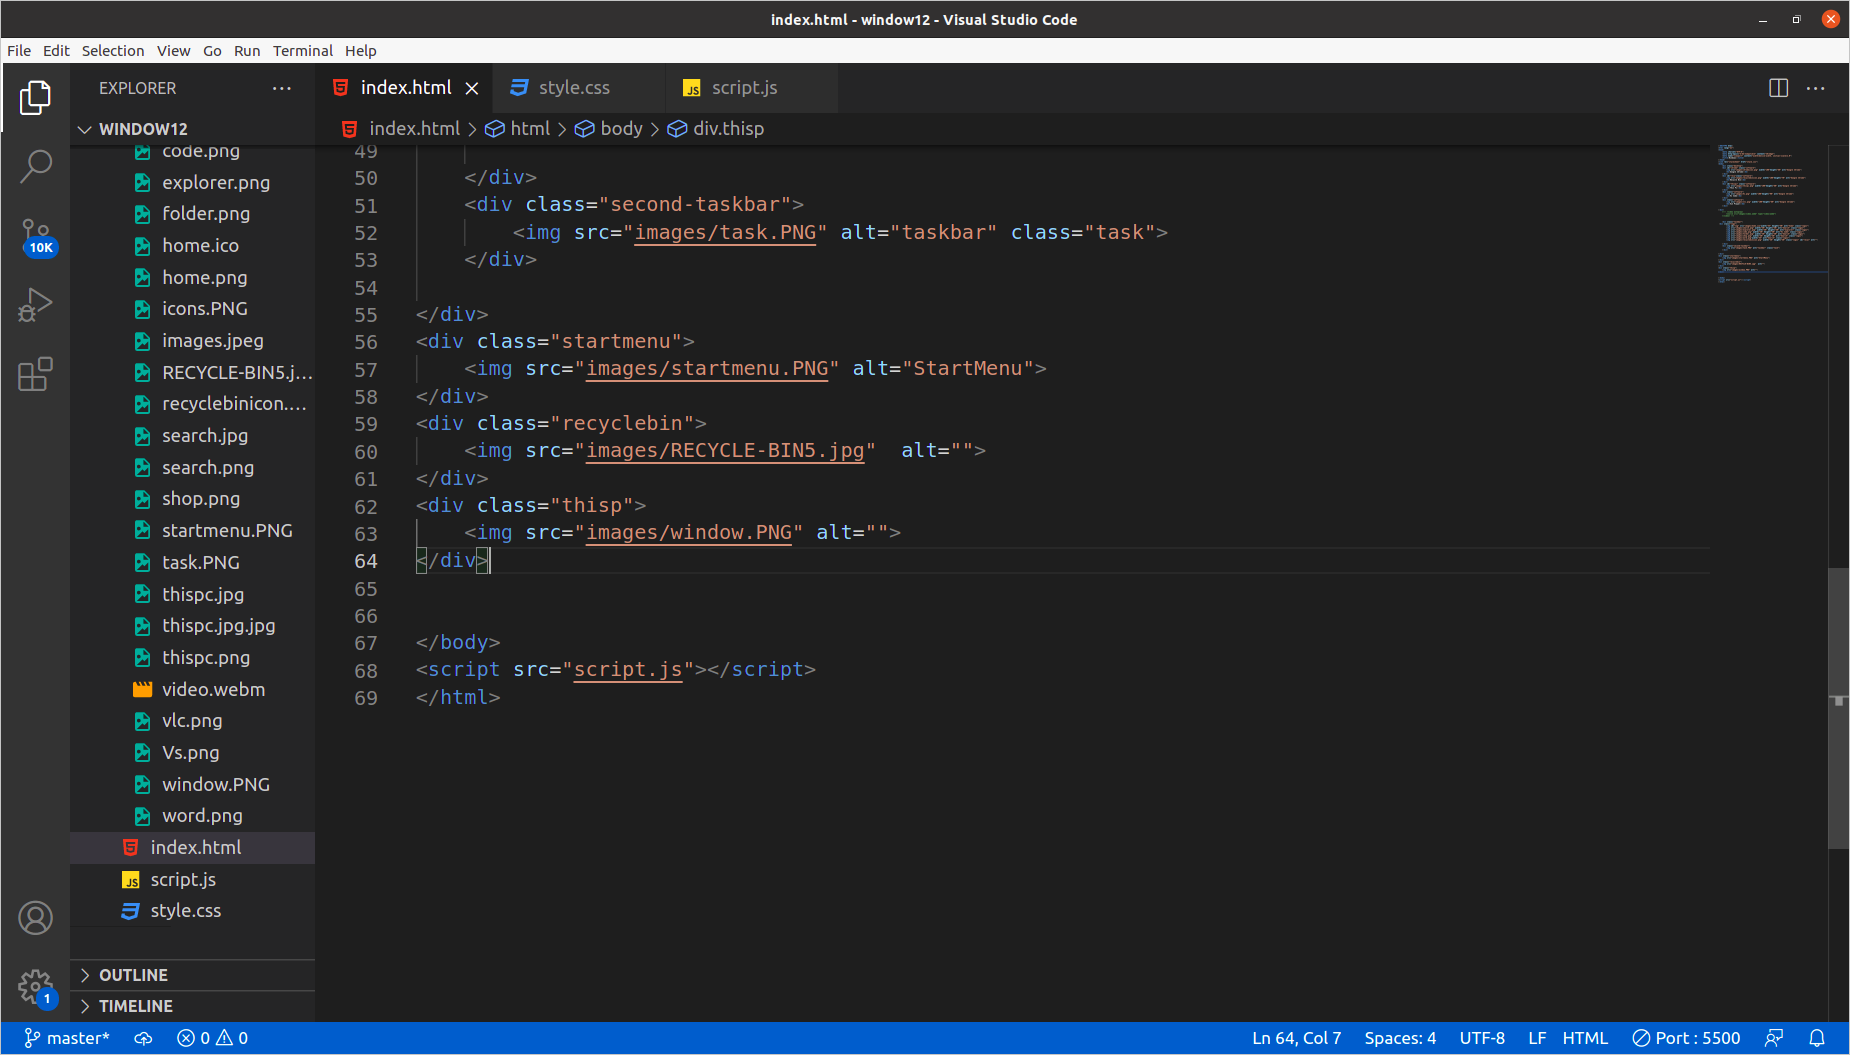 index.html - window12 - Visual Studio Code
File Edit Selection View Go Run Terminal Help
EXPLORER
index.html
style.css
JS script.js
WINDOW12
index.html > html > body > div.thisp
code.png
explorer.png
folder.png
home.ico
home.png
icons.PNG
images.jpeg
RECYCLE-BIN5.j...
recyclebinicon....
search.jpg
search.png
shop.png
startmenu.PNG
task.PNG
thispc.jpg
thispc.jpg.jpg
thispc.png
video.webm
vlc.png
Vs.png
window.PNG
word.png
index.html
JS script.js
style.css
OUTLINE
TIMELINE
10K
1
49
50 </div>
51 <div class="second-taskbar">
52 <img src="images/task.PNG" alt="taskbar" class="task">
53 </div>
54
55 </div>
56 <div class="startmenu">
57 <img src="images/startmenu.PNG" alt="StartMenu">
58 </div>
59 <div class="recyclebin">
60 <img src="images/RECYCLE-BIN5.jpg"  alt="">
61 </div>
62 <div class="thisp">
63 <img src="images/window.PNG" alt="">
64 </div>
65
66
67 </body>
68 <script src="script.js"></script>
69 </html>
master* 0 0 Ln 64, Col 7 Spaces: 4 UTF-8 LF HTML Port : 5500